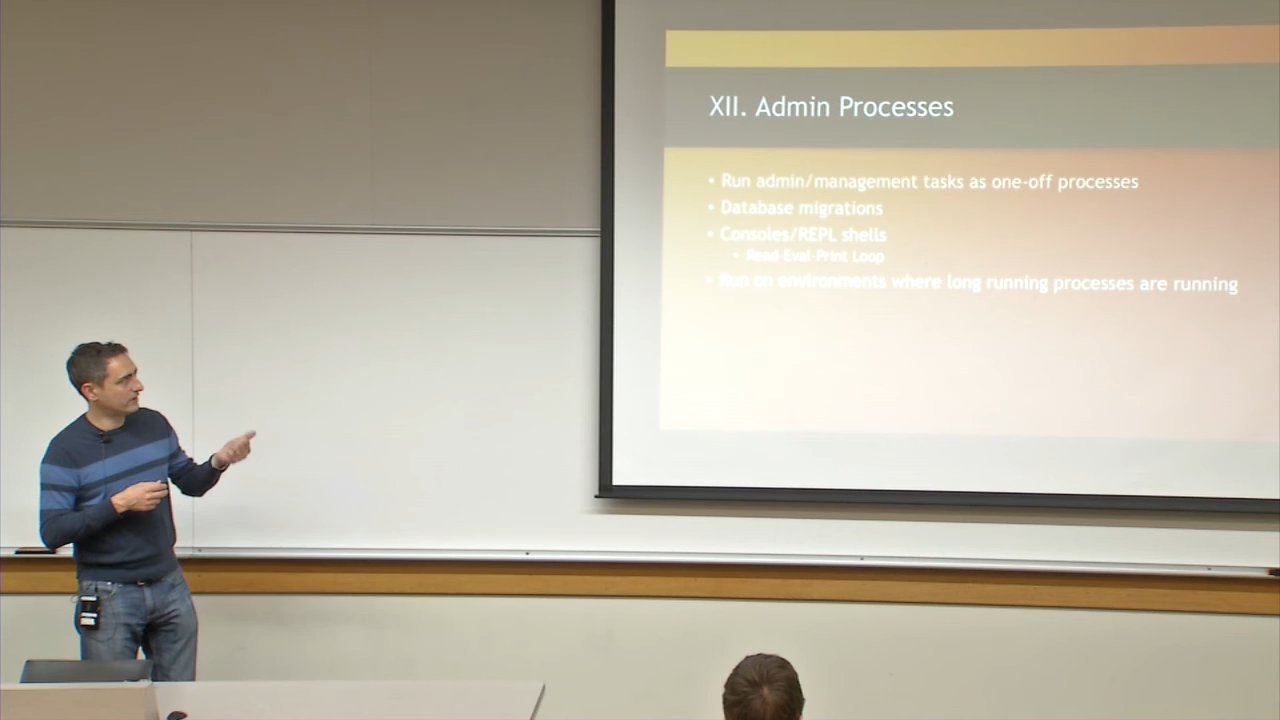 XII. Admin Processes
• Run admin/management tasks as one-off processes
• Database migrations
• Consoles/REPL shells
• Read-Eval-Print Loop
• Run on environments where long running processes are running